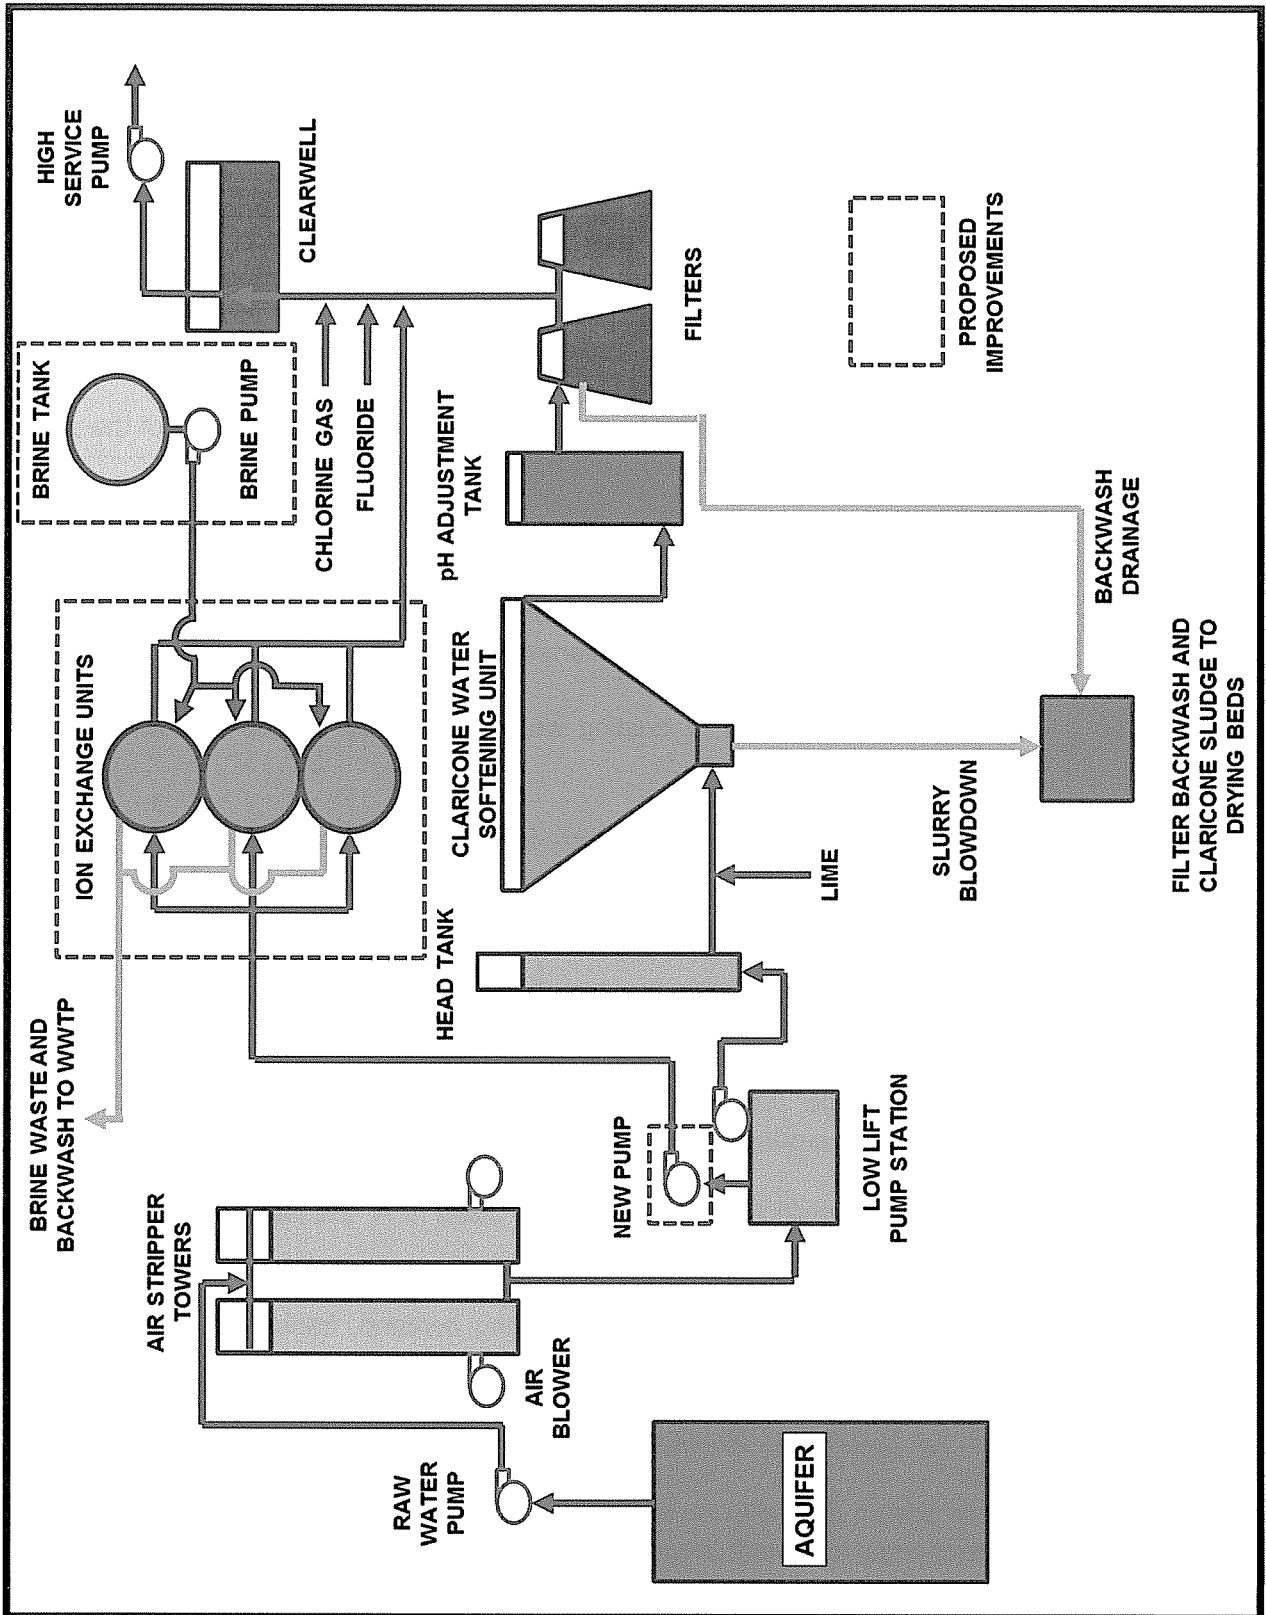 BRINE WASTE AND
BACKWASH TO WWTP
ION EXCHANGE UNITS
BRINE TANK
BRINE PUMP
HIGH
SERVICE
PUMP
CLEARWELL
CHLORINE GAS
FLUORIDE
AIR STRIPPER
TOWERS
RAW
WATER
PUMP
AIR
BLOWER
AQUIFER
NEW PUMP
LOW LIFT
PUMP STATION
HEAD TANK
CLARICONE WATER
SOFTENING UNIT
LIME
pH ADJUSTMENT
TANK
FILTERS
SLURRY
BLOWDOWN
BACKWASH
DRAINAGE
FILTER BACKWASH AND
CLARICONE SLUDGE TO
DRYING BEDS
PROPOSED
IMPROVEMENTS